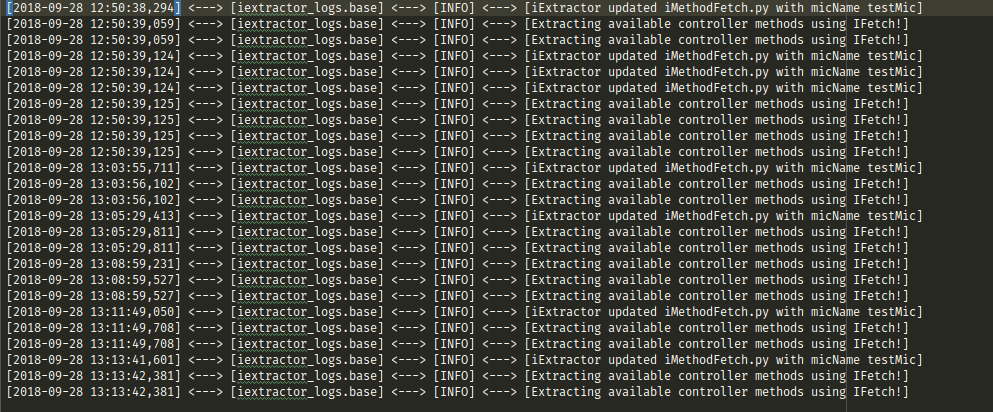 [2018-09-28 12:50:38,294] <---> [iextractor_logs.base] <---> [INFO] <---> [iExtractor updated iMethodFetch.py with micName testMic]
[2018-09-28 12:50:39,059] <---> [iextractor_logs.base] <---> [INFO] <---> [Extracting available controller methods using IFetch!]
[2018-09-28 12:50:39,059] <---> [iextractor_logs.base] <---> [INFO] <---> [Extracting available controller methods using IFetch!]
[2018-09-28 12:50:39,124] <---> [iextractor_logs.base] <---> [INFO] <---> [iExtractor updated iMethodFetch.py with micName testMic]
[2018-09-28 12:50:39,124] <---> [iextractor_logs.base] <---> [INFO] <---> [iExtractor updated iMethodFetch.py with micName testMic]
[2018-09-28 12:50:39,124] <---> [iextractor_logs.base] <---> [INFO] <---> [iExtractor updated iMethodFetch.py with micName testMic]
[2018-09-28 12:50:39,125] <---> [iextractor_logs.base] <---> [INFO] <---> [Extracting available controller methods using IFetch!]
[2018-09-28 12:50:39,125] <---> [iextractor_logs.base] <---> [INFO] <---> [Extracting available controller methods using IFetch!]
[2018-09-28 12:50:39,125] <---> [iextractor_logs.base] <---> [INFO] <---> [Extracting available controller methods using IFetch!]
[2018-09-28 12:50:39,125] <---> [iextractor_logs.base] <---> [INFO] <---> [Extracting available controller methods using IFetch!]
[2018-09-28 13:03:55,711] <---> [iextractor_logs.base] <---> [INFO] <---> [iExtractor updated iMethodFetch.py with micName testMic]
[2018-09-28 13:03:56,102] <---> [iextractor_logs.base] <---> [INFO] <---> [Extracting available controller methods using IFetch!]
[2018-09-28 13:03:56,102] <---> [iextractor_logs.base] <---> [INFO] <---> [Extracting available controller methods using IFetch!]
[2018-09-28 13:05:29,413] <---> [iextractor_logs.base] <---> [INFO] <---> [iExtractor updated iMethodFetch.py with micName testMic]
[2018-09-28 13:05:29,811] <---> [iextractor_logs.base] <---> [INFO] <---> [Extracting available controller methods using IFetch!]
[2018-09-28 13:05:29,811] <---> [iextractor_logs.base] <---> [INFO] <---> [Extracting available controller methods using IFetch!]
[2018-09-28 13:08:59,231] <---> [iextractor_logs.base] <---> [INFO] <---> [Extracting available controller methods using IFetch!]
[2018-09-28 13:08:59,527] <---> [iextractor_logs.base] <---> [INFO] <---> [Extracting available controller methods using IFetch!]
[2018-09-28 13:08:59,527] <---> [iextractor_logs.base] <---> [INFO] <---> [Extracting available controller methods using IFetch!]
[2018-09-28 13:11:49,050] <---> [iextractor_logs.base] <---> [INFO] <---> [iExtractor updated iMethodFetch.py with micName testMic]
[2018-09-28 13:11:49,708] <---> [iextractor_logs.base] <---> [INFO] <---> [Extracting available controller methods using IFetch!]
[2018-09-28 13:11:49,708] <---> [iextractor_logs.base] <---> [INFO] <---> [Extracting available controller methods using IFetch!]
[2018-09-28 13:13:41,601] <---> [iextractor_logs.base] <---> [INFO] <---> [iExtractor updated iMethodFetch.py with micName testMic]
[2018-09-28 13:13:42,381] <---> [iextractor_logs.base] <---> [INFO] <---> [Extracting available controller methods using IFetch!]
[2018-09-28 13:13:42,381] <---> [iextractor_logs.base] <---> [INFO] <---> [Extracting available controller methods using IFetch!]